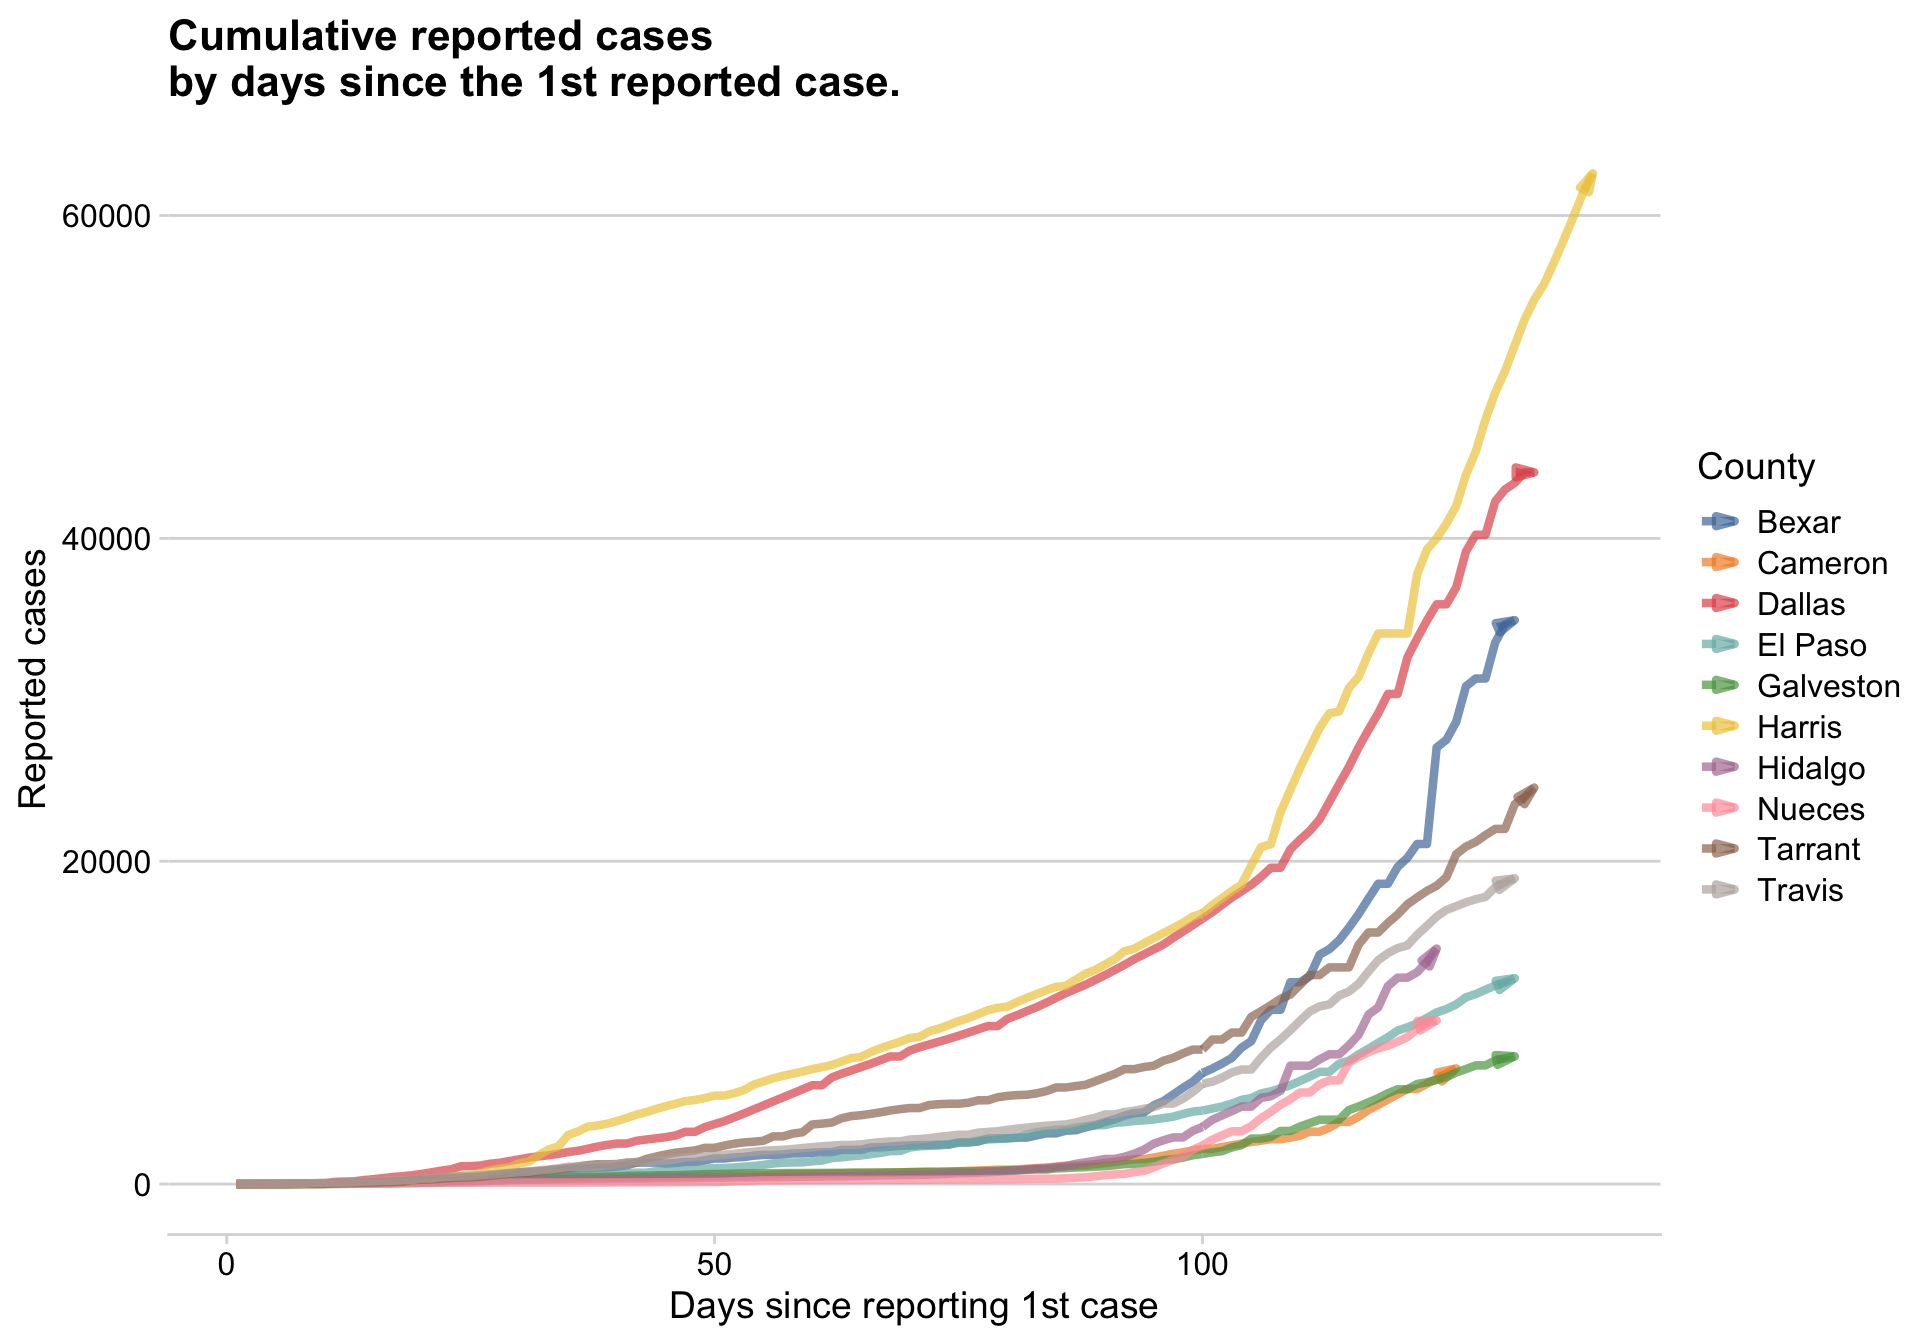 Cumulative reported cases
by days since the 1st reported case.
60000
40000
20000
0
Reported cases
0 50 100
Days since reporting 1st case
County
Bexar
Cameron
Dallas
El Paso
Galveston
Harris
Hidalgo
Nueces
Tarrant
Travis